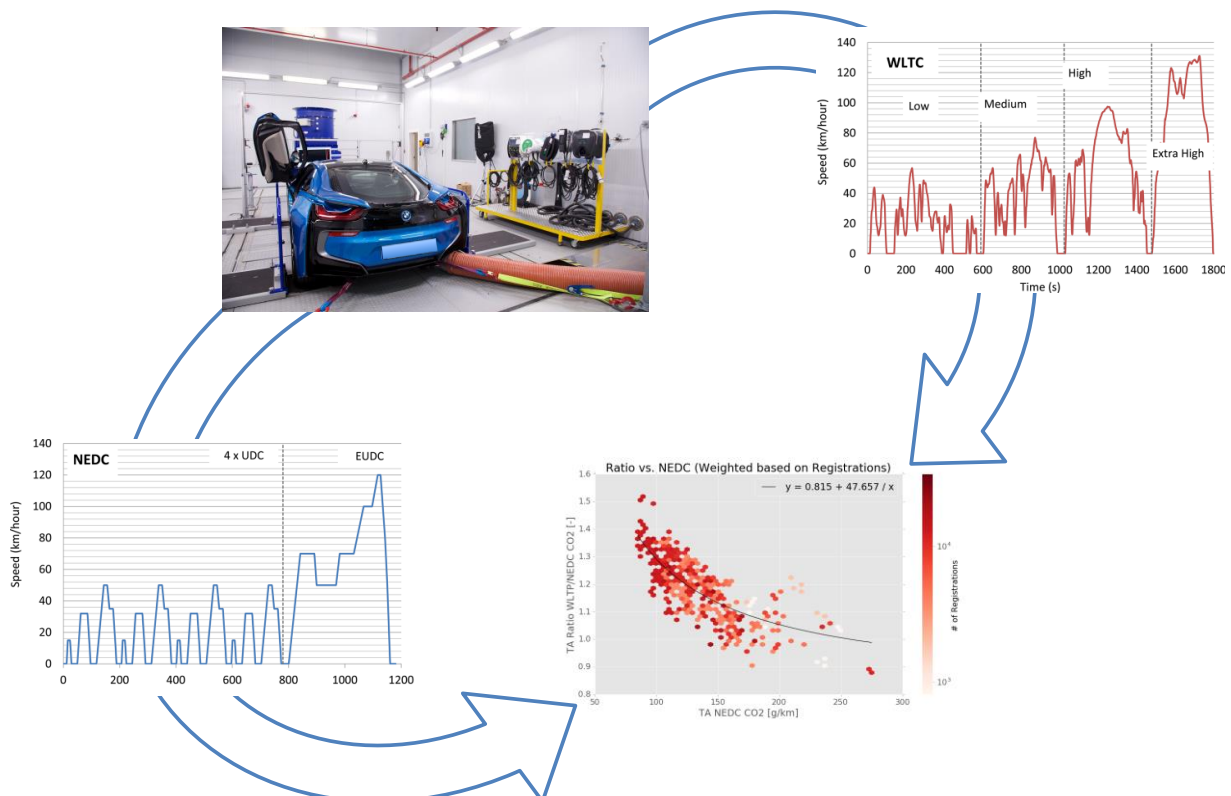 WLTC
Low
Medium
High
Extra High
Speed (km/hour)
140
120
100
80
60
40
20
0
0 200 400 600 800 1000 1200 1400 1600 1800
Time (s)
NEDC
4 x UDC
EUDC
Speed (km/hour)
140
120
100
80
60
40
20
0
0 200 400 600 800 1000 1200
Ratio vs. NEDC (Weighted based on Registrations)
y = 0.815 + 47.657 / x
TA Ratio WLTP/NEDC CO2 [-]
1.6
1.5
1.4
1.3
1.2
1.1
1.0
0.9
0.8
50 100 150 200 250 300
TA NEDC CO2 [g/km]
10⁴
10³
# of Registrations